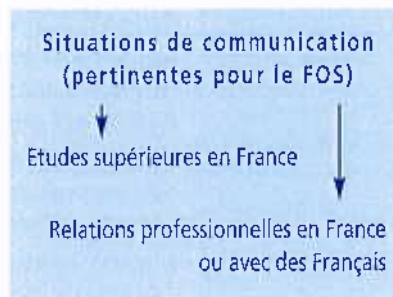 Situations de communication
(pertinentes pour le FOS)
Etudes supérieures en France
Relations professionnelles en France
ou avec des Français